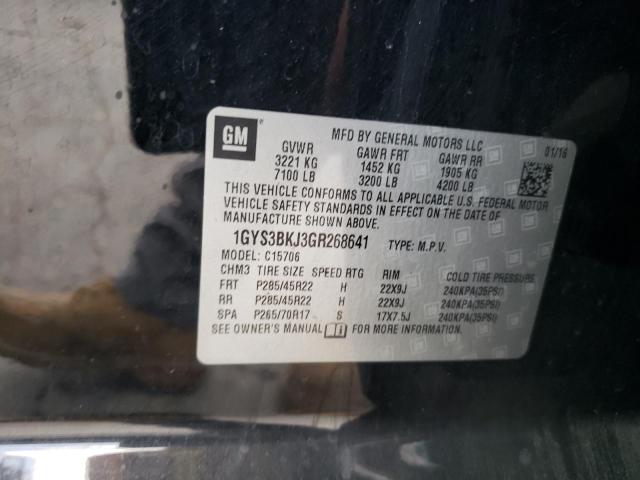 GM®
MFD BY GENERAL MOTORS LLC 01/16
GVWR GAWR FRT GAWR RR
3221 KG 1452 KG 1905 KG
7100 LB 3200 LB 4200 LB
THIS VEHICLE CONFORMS TO ALL APPLICABLE U.S. FEDERAL MOTOR
VEHICLE SAFETY STANDARDS IN EFFECT ON THE DATE OF
MANUFACTURE SHOWN ABOVE.
1GYS3BKJ3GR268641 TYPE: M.P.V.
MODEL: C15706
CHM3 TIRE SIZE SPEED RTG RIM COLD TIRE PRESSURE
FRT P285/45R22 H 22X9J 240KPA(35PSI)
RR P285/45R22 H 22X9J 240KPA(35PSI)
SPA P265/70R17 S 17X7.5J 240KPA(35PSI)
SEE OWNER'S MANUAL FOR MORE INFORMATION.